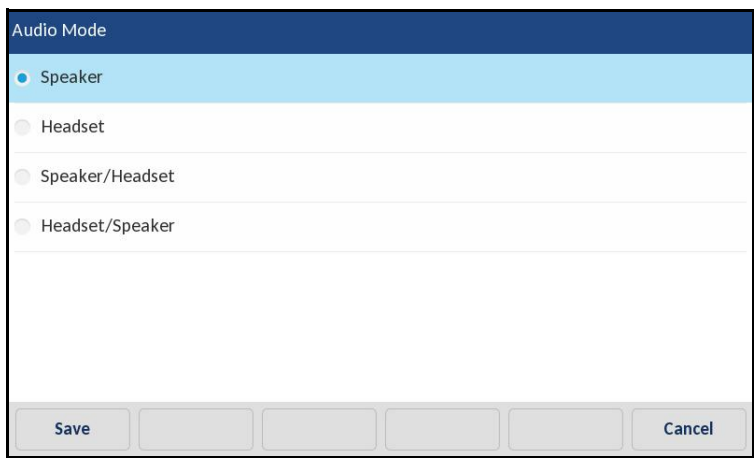 Audio Mode
Speaker
Headset
Speaker/Headset
Headset/Speaker
Save
Cancel